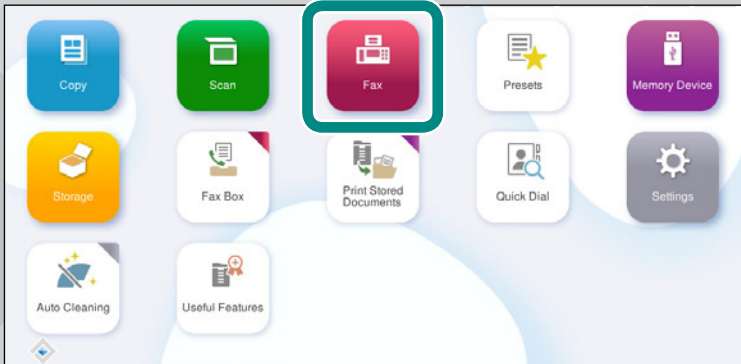 Copy
Scan
Fax
Presets
Memory Device
Storage
Fax Box
Print Stored
Documents
Quick Dial
Settings
Auto Cleaning
Useful Features